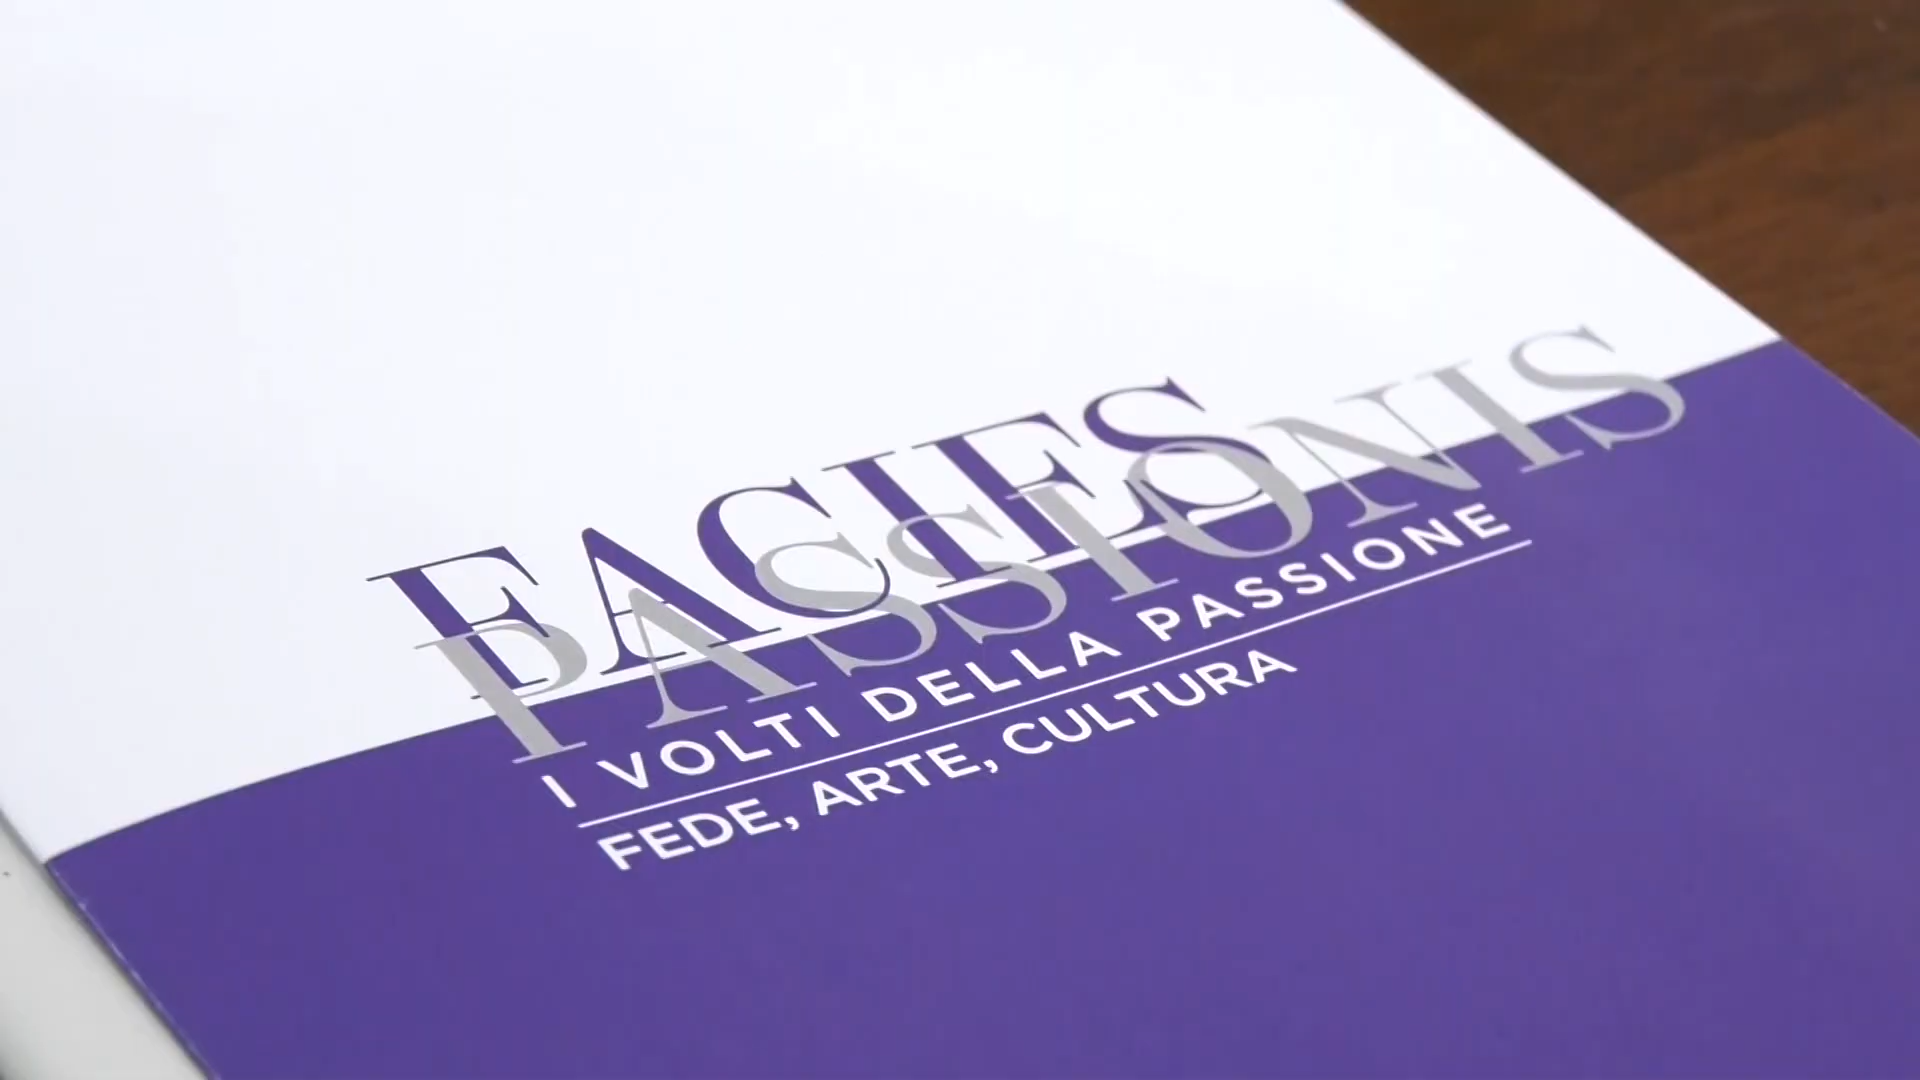 FACIES
PASSIONIS
I VOLTI DELLA PASSIONE
FEDE, ARTE, CULTURA